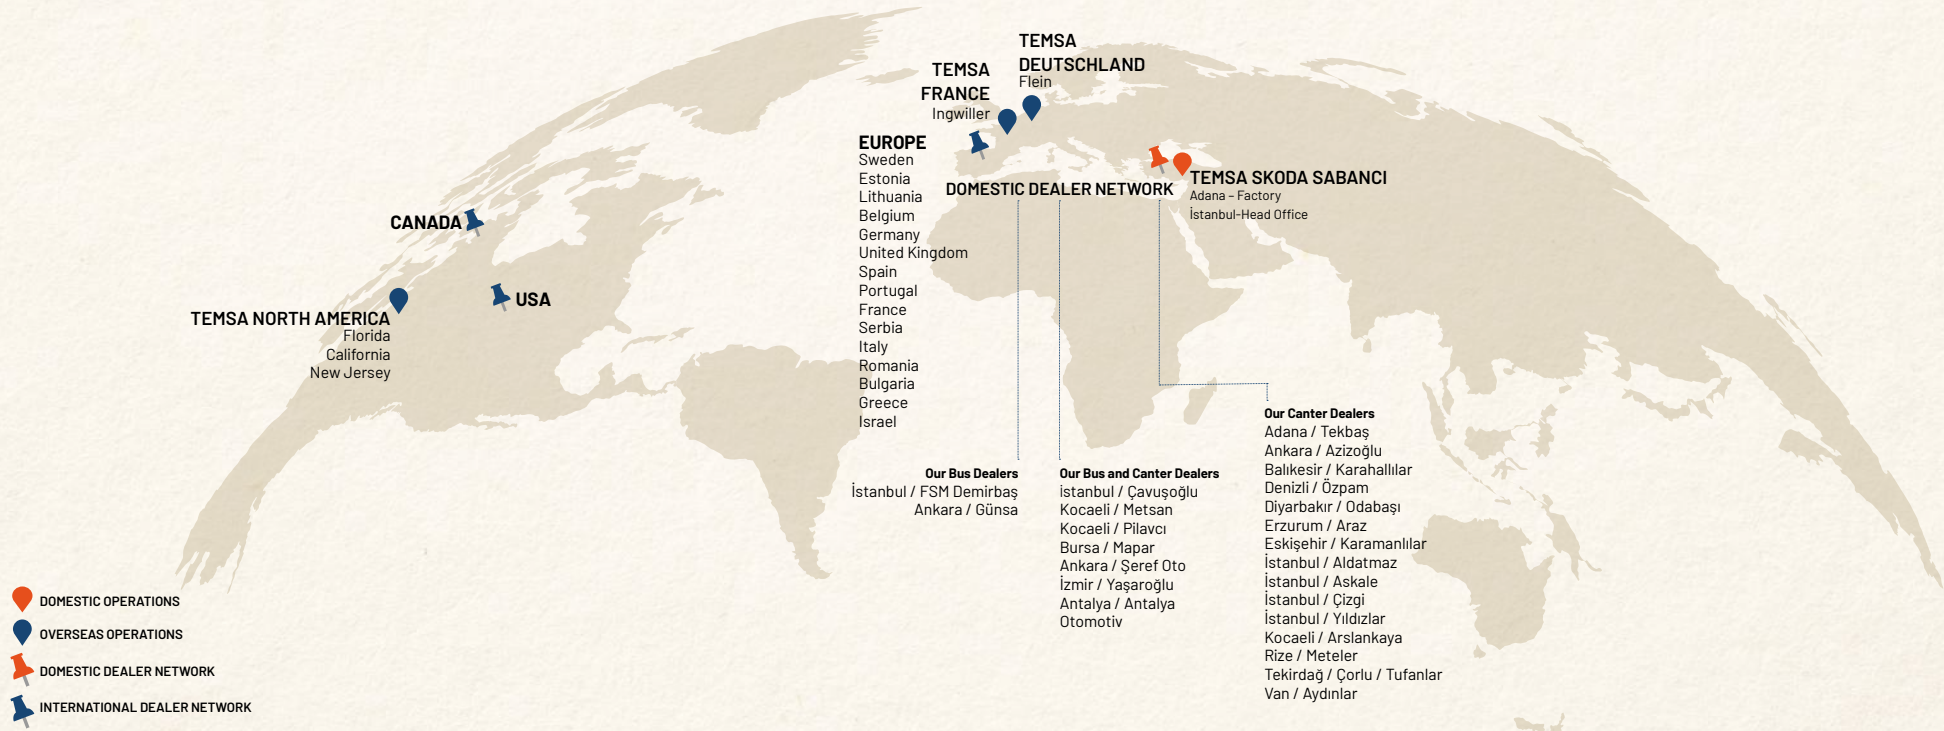 TEMSA
DEUTSCHLAND
Flein
TEMSA
FRANCE
Ingwiller
EUROPE
Sweden
Estonia
Lithuania
Belgium
Germany
United Kingdom
Spain
Portugal
France
Serbia
Italy
Romania
Bulgaria
Greece
Israel
DOMESTIC DEALER NETWORK
TEMSA SKODA SABANCI
Adana – Factory
İstanbul-Head Office
CANADA
USA
TEMSA NORTH AMERICA
Florida
California
New Jersey
Our Bus Dealers
İstanbul / FSM Demirbaş
Ankara / Günsa
Our Bus and Canter Dealers
istanbul / Çavuşoğlu
Kocaeli / Metsan
Kocaeli / Pilavcı
Bursa / Mapar
Ankara / Şeref Oto
İzmir / Yaşaroğlu
Antalya / Antalya
Otomotiv
Our Canter Dealers
Adana / Tekbaş
Ankara / Azizoğlu
Balıkesir / Karahallılar
Denizli / Özpam
Diyarbakır / Odabaşı
Erzurum / Araz
Eskişehir / Karamanlılar
İstanbul / Aldatmaz
İstanbul / Askale
İstanbul / Çizgi
İstanbul / Yıldızlar
Kocaeli / Arslankaya
Rize / Meteler
Tekirdağ / Çorlu / Tufanlar
Van / Aydınlar
DOMESTIC OPERATIONS
OVERSEAS OPERATIONS
DOMESTIC DEALER NETWORK
INTERNATIONAL DEALER NETWORK